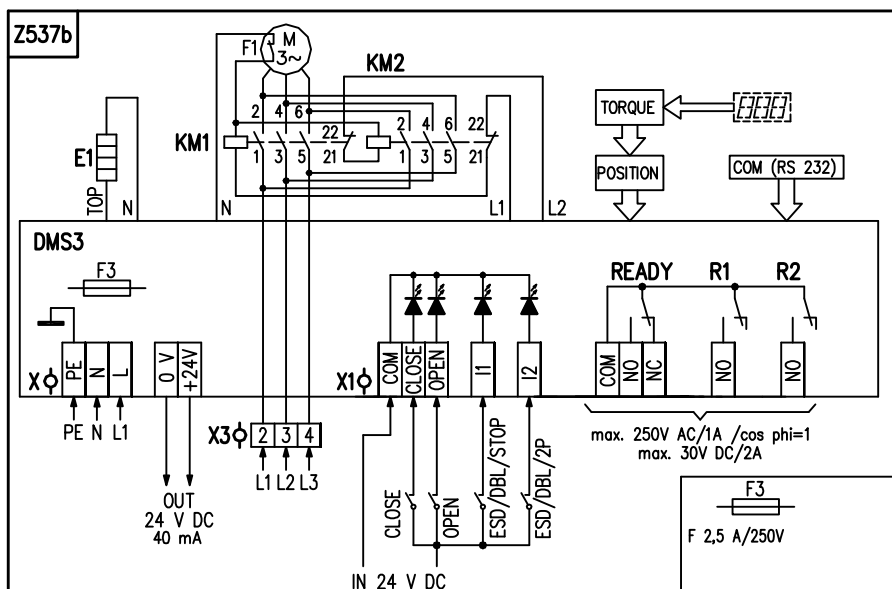 Z537b
M
3~
F1
KM2
2 4 6
22
2 4 6 22
KM1
1 3 5 21
1 3 5 21
E1
TOP
N
N
L1
L2
TORQUE
POSITION
COM (RS 232)
DMS3
F3
READY R1 R2
X
PE
N
L
0 V
+24V
X1
COM
CLOSE
OPEN
I1
I2
COM
NO
NC
NO
NO
PE N L1
X3
2 3 4
L1 L2 L3
OUT
24 V DC
40 mA
CLOSE
OPEN
ESD/DBL/STOP
ESD/DBL/2P
IN 24 V DC
max. 250V AC/1A /cos phi=1
max. 30V DC/2A
F3
F 2,5 A/250V